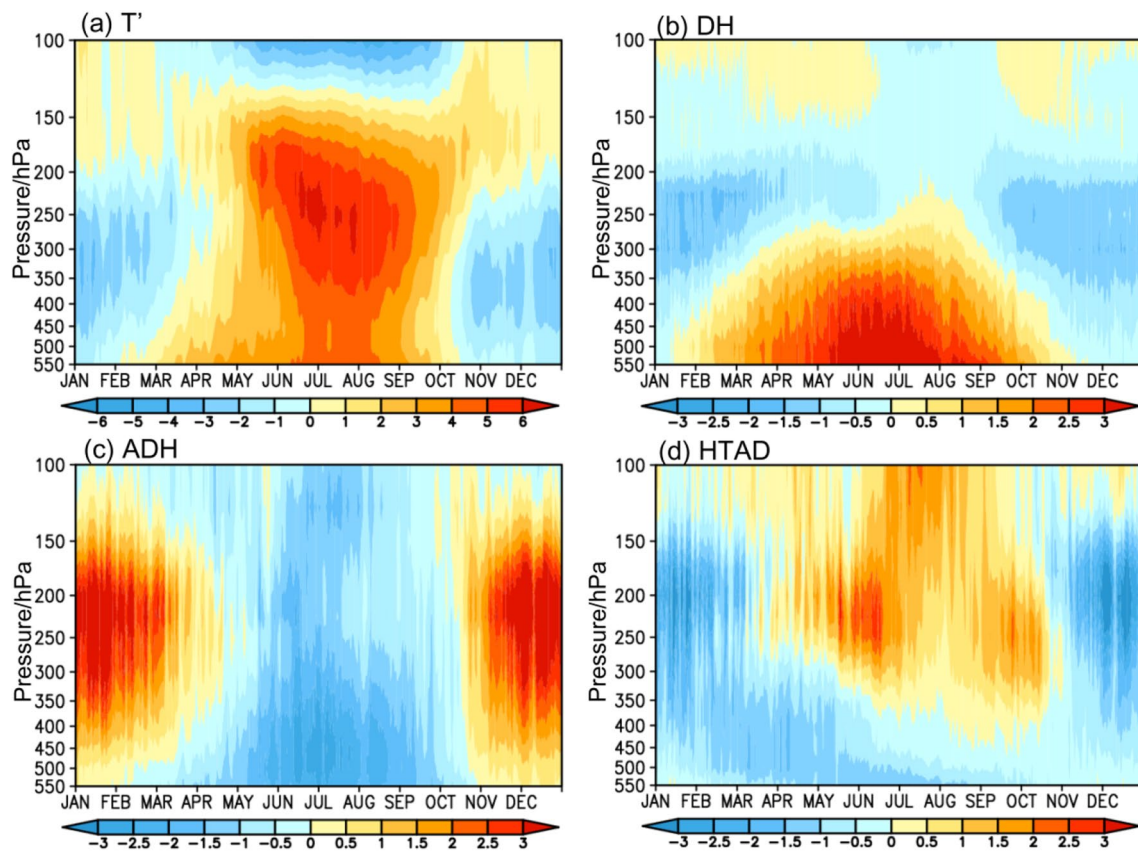 (a) T’
Pressure/hPa
100
150
200
250
300
350
400
450
500
550
JAN FEB MAR APR MAY JUN JUL AUG SEP OCT NOV DEC
-6 -5 -4 -3 -2 -1 0 1 2 3 4 5 6
(b) DH
Pressure/hPa
100
150
200
250
300
350
400
450
500
550
JAN FEB MAR APR MAY JUN JUL AUG SEP OCT NOV DEC
-3 -2.5 -2 -1.5 -1 -0.5 0 0.5 1 1.5 2 2.5 3
(c) ADH
Pressure/hPa
100
150
200
250
300
350
400
450
500
550
JAN FEB MAR APR MAY JUN JUL AUG SEP OCT NOV DEC
-3 -2.5 -2 -1.5 -1 -0.5 0 0.5 1 1.5 2 2.5 3
(d) HTAD
Pressure/hPa
100
150
200
250
300
350
400
450
500
550
JAN FEB MAR APR MAY JUN JUL AUG SEP OCT NOV DEC
-3 -2.5 -2 -1.5 -1 -0.5 0 0.5 1 1.5 2 2.5 3